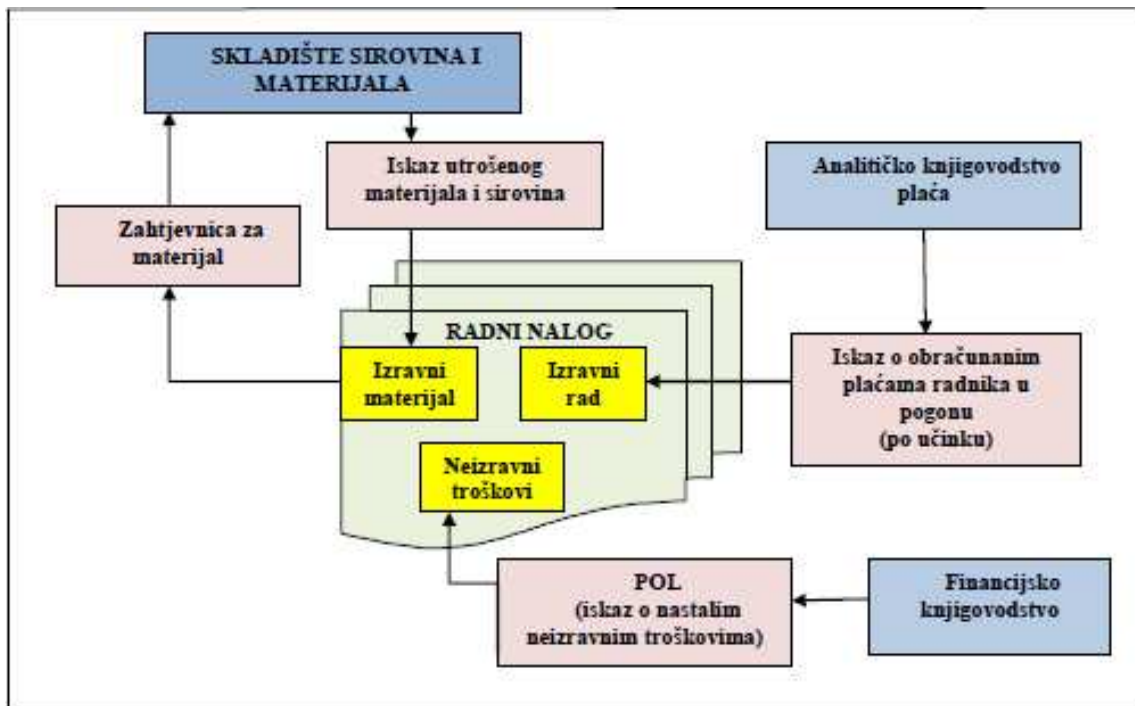 SKLADIŠTE SIROVINA I
MATERIJALA
Iskaz utrošenog
materijala i sirovina
Analitičko knjigovodstvo
plaća
Zahtjevnica za
materijal
RADNI NALOG
Izravni
materijal
Izravni
rad
Iskaz o obračunanim
plaćama radnika u
pogonu
(po učinku)
Neizravni
troškovi
POL
(iskaz o nastalim
neizravnim troškovima)
Financijsko
knjigovodstvo